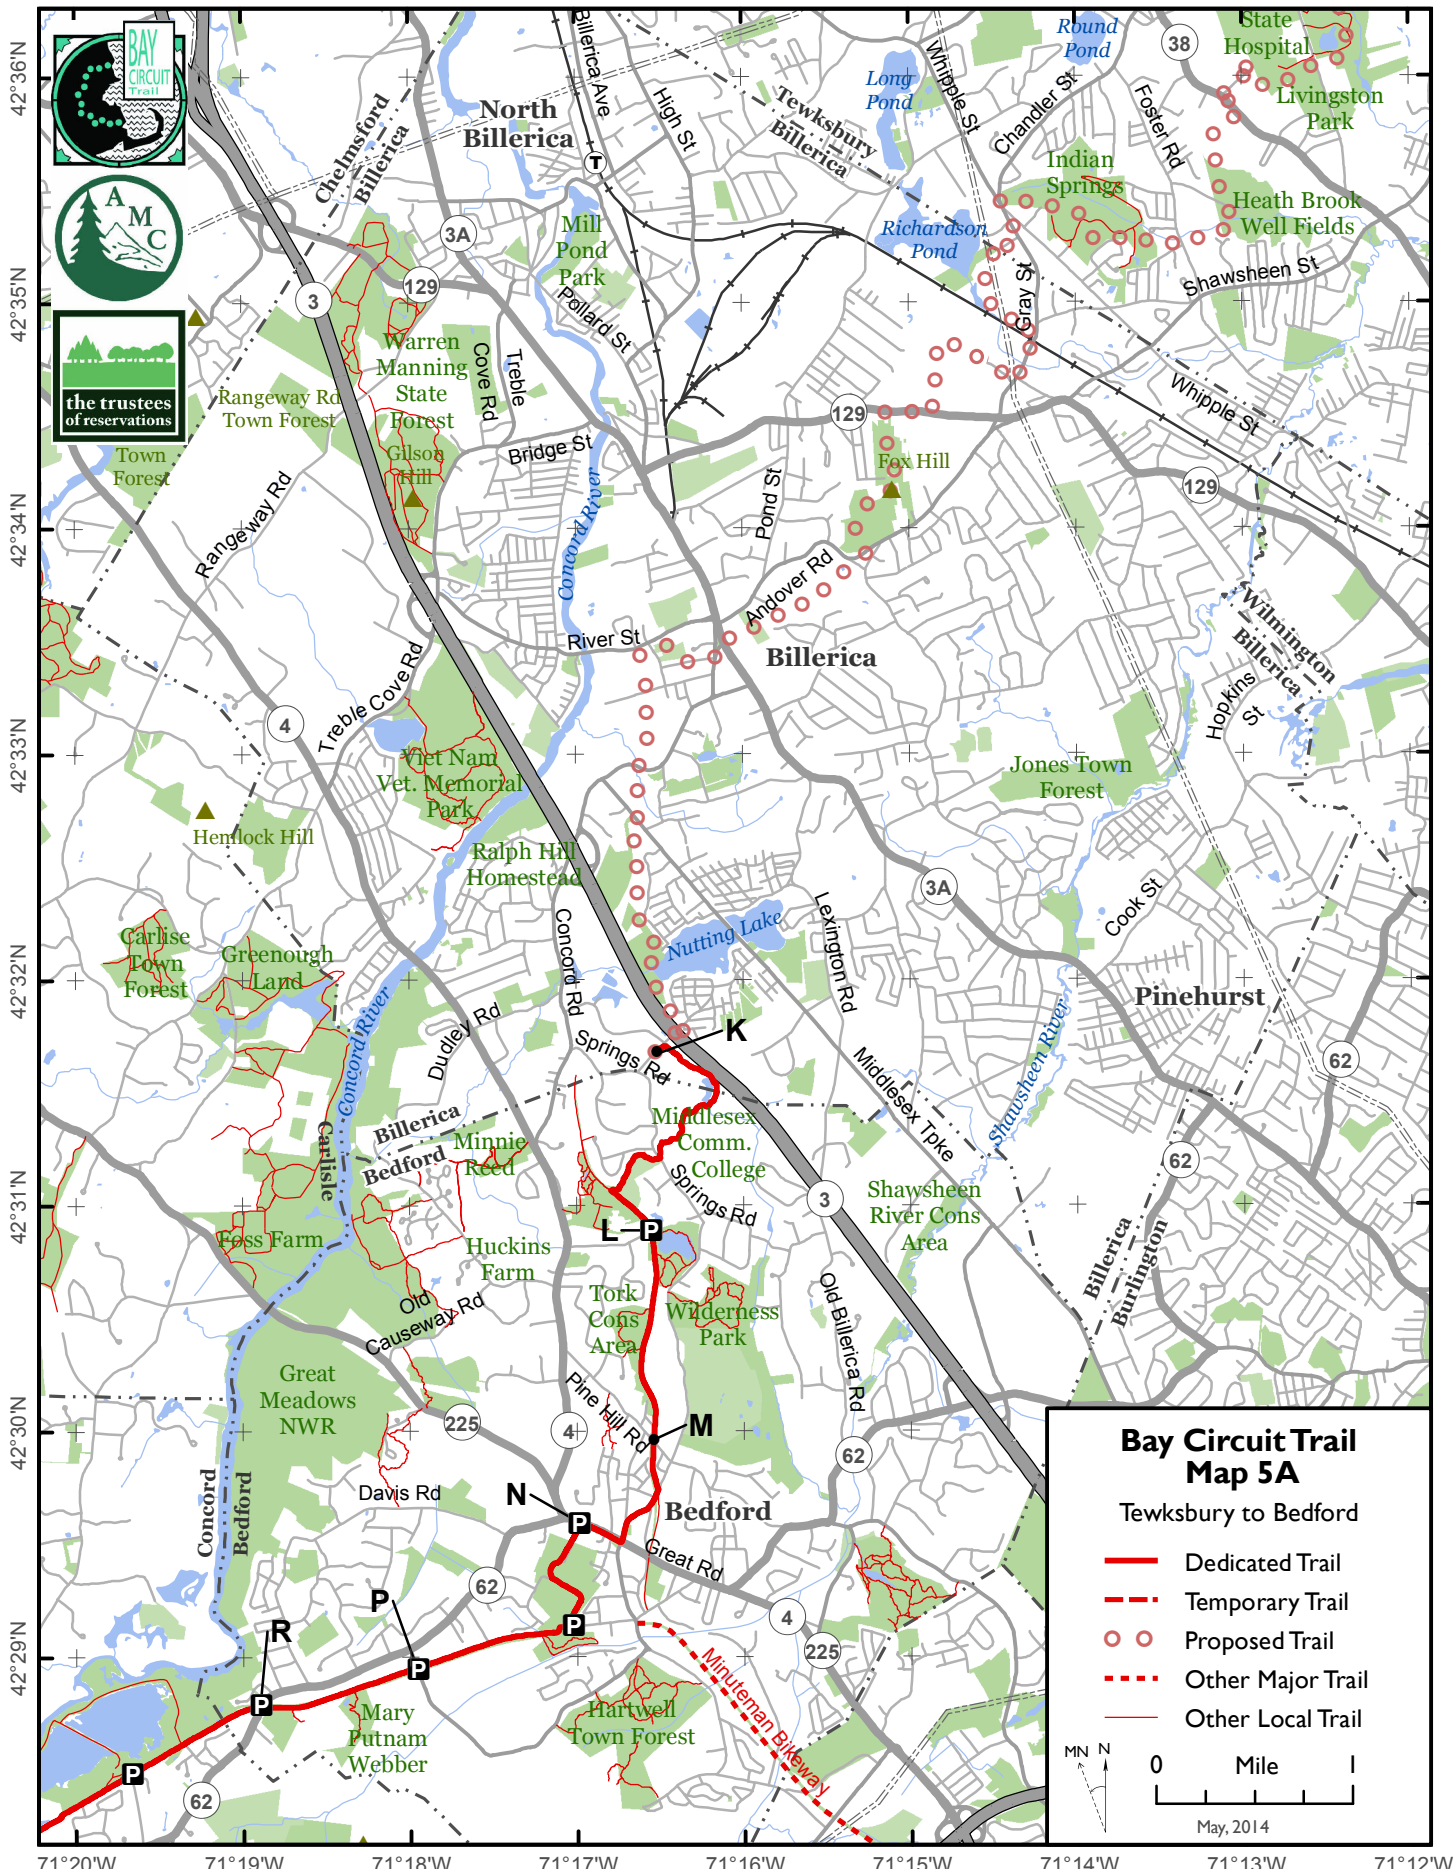 BAY
CIRCUIT
Trail
A
M
C
the trustees
of reservations
State
Hospital
Livingston
Park
Round
Pond
Long
Pond
38
Whipple St
Chandler St
Foster Rd
Indian
Springs
Heath Brook
Well Fields
Shawsheen St
Richardson
Pond
Gray St
Tewksbury
Billerica
Billerica Ave
High St
North
Billerica
T
Chelmsford
Billerica
3A
129
3
Mill
Pond
Park
Pollard St
Warren
Manning
State
Forest
Treble
Cove Rd
Rangeway Rd
Town Forest
Gilson
Hill
Bridge St
Town
Forest
Rangeway Rd
Concord River
129
Fox Hill
Pond St
Whipple St
129
Andover Rd
River St
Billerica
Wilmington
Billerica
Hopkins
St
Treble Cove Rd
4
Viet Nam
Vet. Memorial
Park
Jones Town
Forest
Hemlock Hill
Ralph Hill
Homestead
3A
Cook St
Lexington Rd
Nutting Lake
Concord Rd
Carlise
Town
Forest
Greenough
Land
Pinehurst
Concord River
Dudley Rd
Springs Rd
K
Middlesex Tpke
Shawsheen River
62
Billerica
Bedford
Carlisle
Minnie
Reed
Middlesex
Comm.
College
Springs Rd
62
3
Shawsheen
River Cons
Area
Foss Farm
Huckins
Farm
L
P
Billerica
Burlington
Old
Causeway Rd
Tork
Cons
Area
Wilderness
Park
Old Billerica Rd
Great
Meadows
NWR
225
4
Pine Hill Rd
M
62
Concord
Bedford
Davis Rd
N
P
Bedford
Great Rd
62
P
4
225
P
P
R
P
Mary
Putnam
Webber
Hartwell
Town Forest
Minuteman Bikeway
P
62
Bay Circuit Trail
Map 5A
Tewksbury to Bedford
Dedicated Trail
Temporary Trail
Proposed Trail
Other Major Trail
Other Local Trail
MN N
0 Mile 1
May, 2014
42°36'N
42°35'N
42°34'N
42°33'N
42°32'N
42°31'N
42°30'N
42°29'N
71°20'W 71°19'W 71°18'W 71°17'W 71°16'W 71°15'W 71°14'W 71°13'W 71°12'W